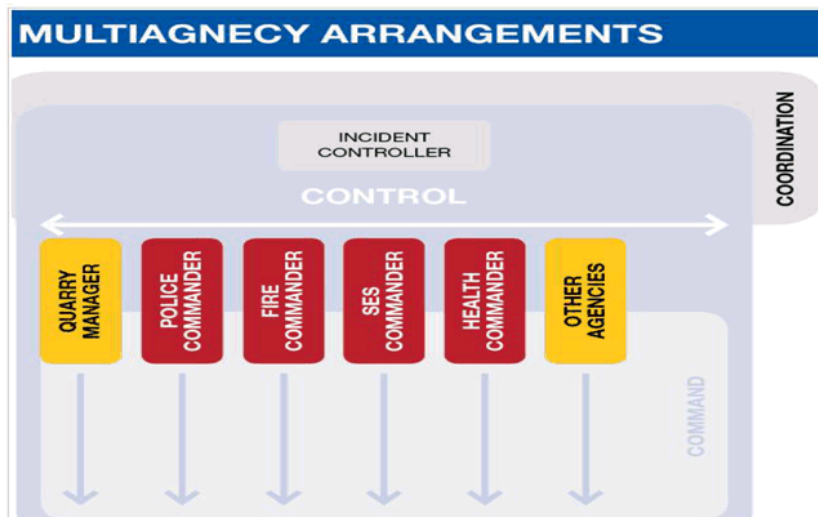 MULTIAGNECY ARRANGEMENTS
COORDINATION
INCIDENT
CONTROLLER
CONTROL
QUARRY
MANAGER
POLICE
COMMANDER
FIRE
COMMANDER
SES
COMMANDER
HEALTH
COMMANDER
OTHER
AGENCIES
COMMAND